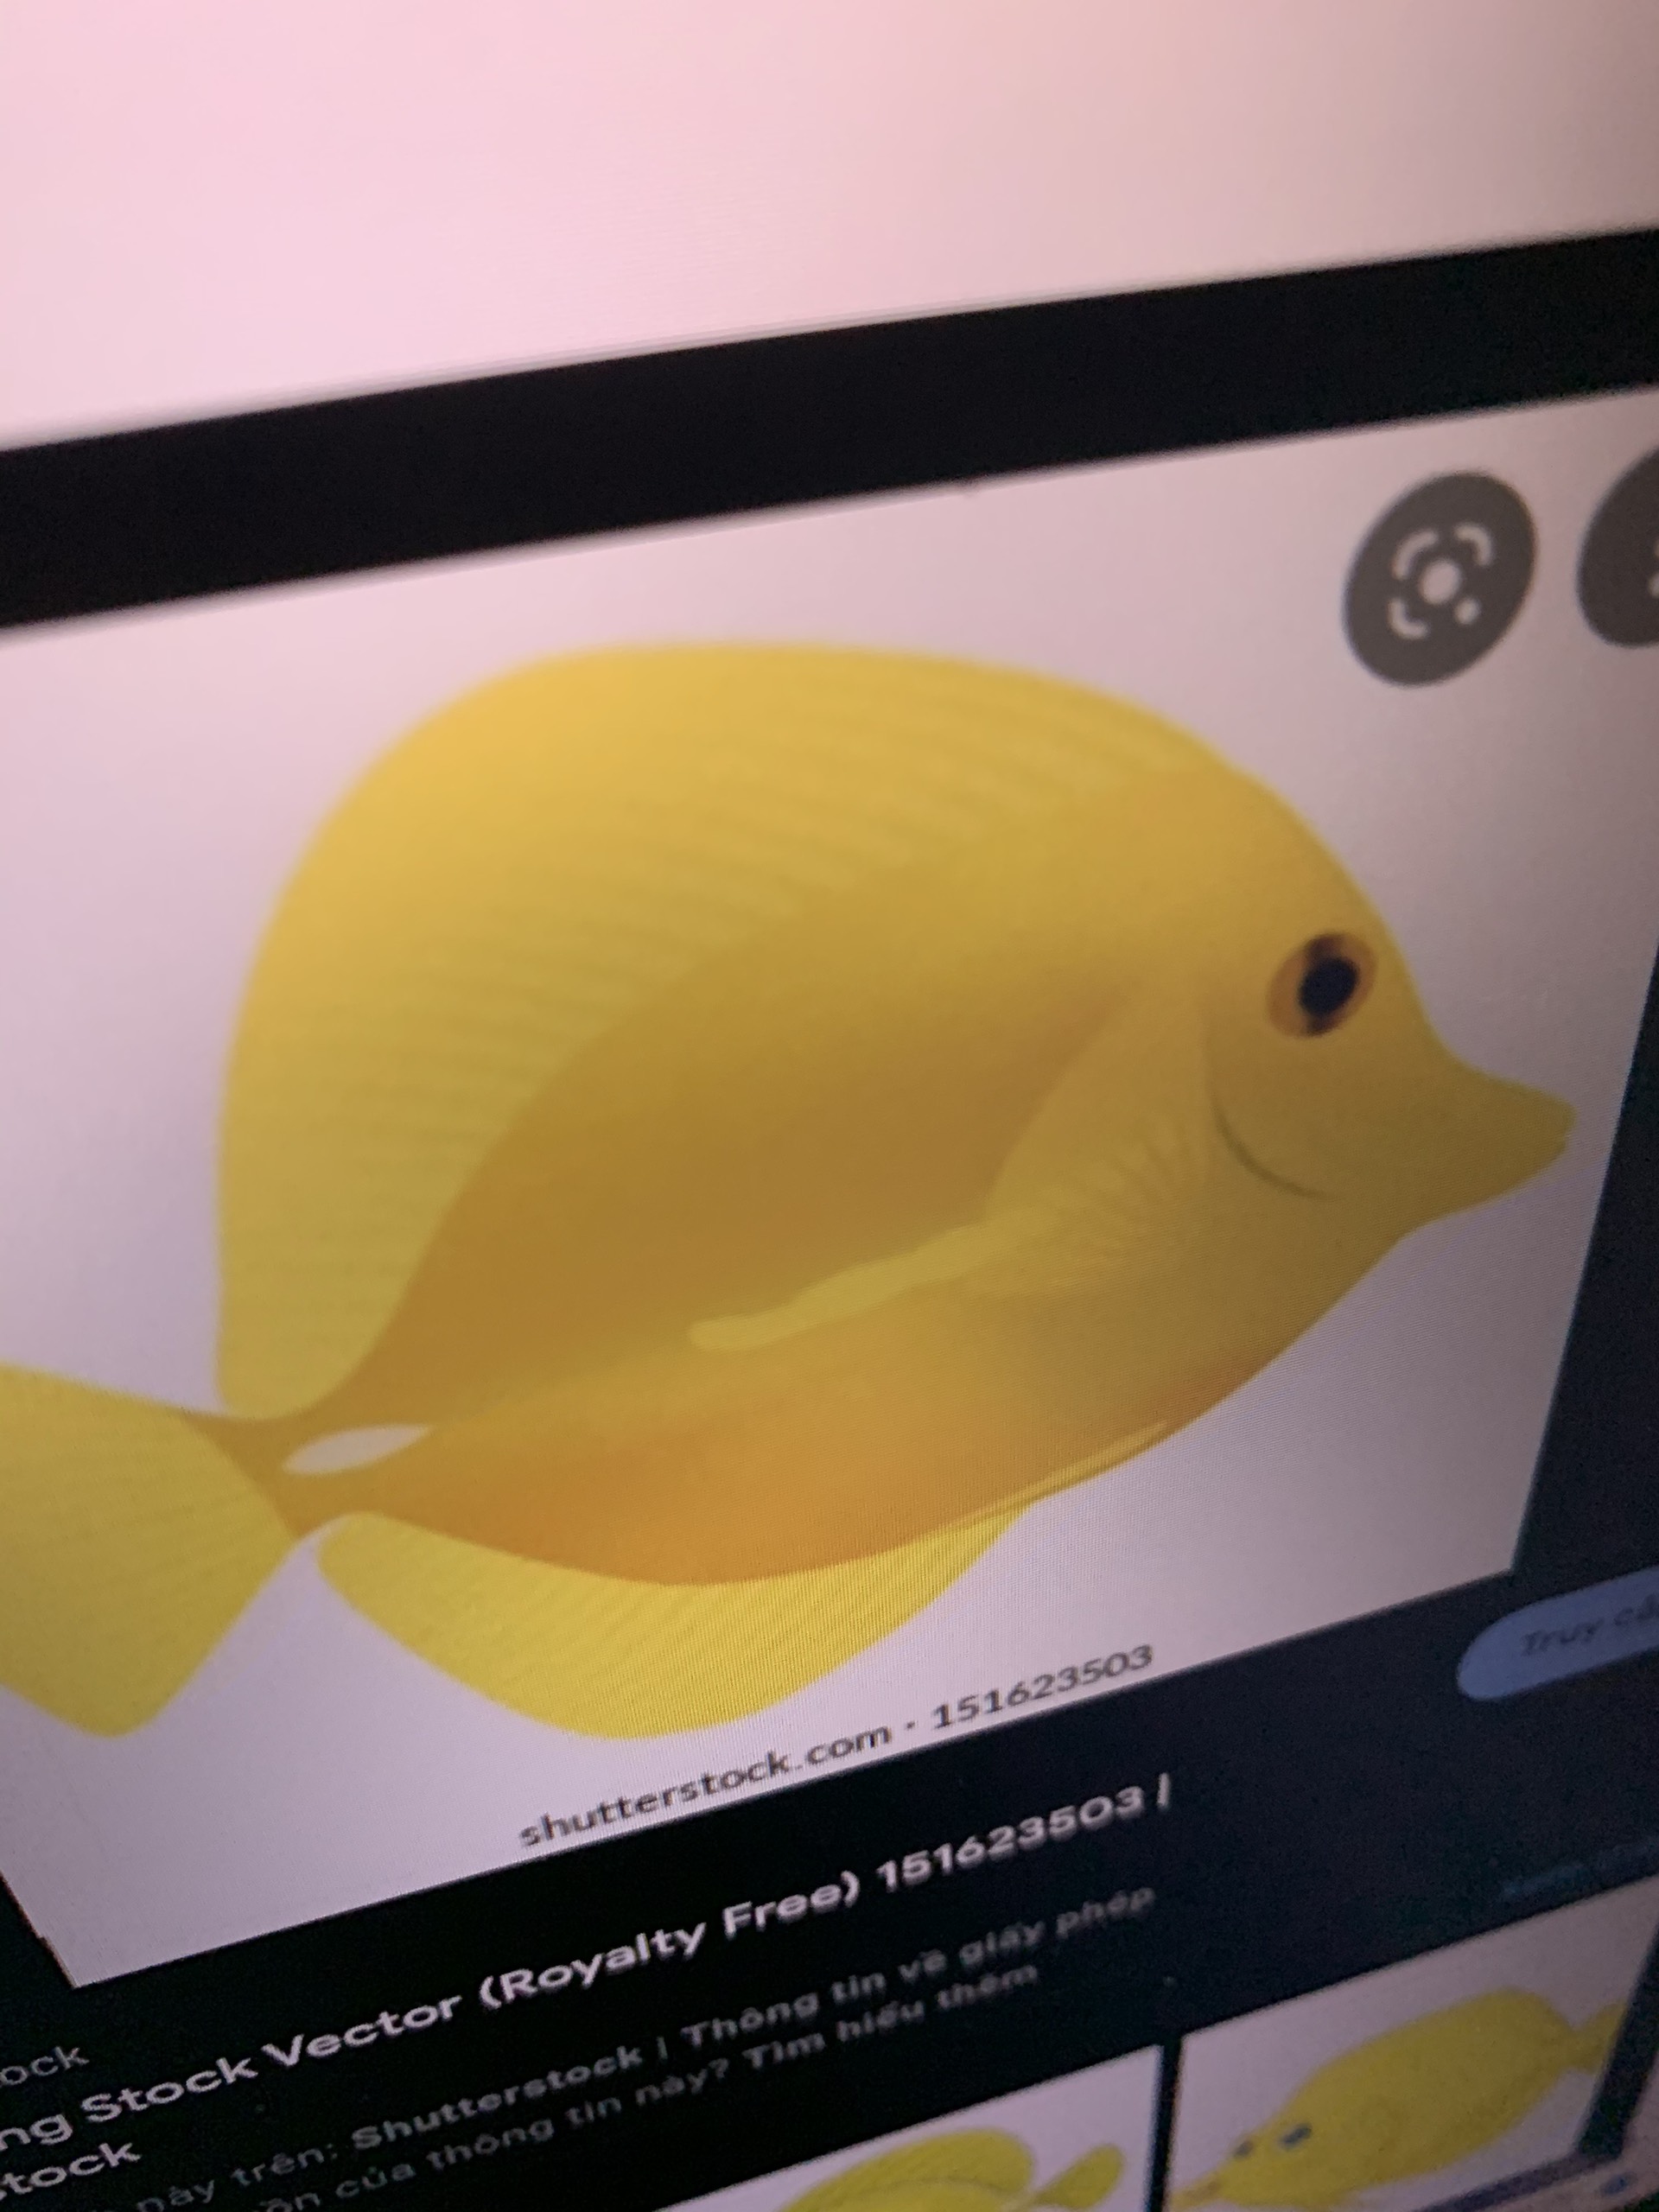 shutterstock.com · 151623503
ock
ng Stock Vector (Royalty Free) 151623503 |
tock
này trên: Shutterstock | Thông tin về giấy phép
của thông tin này? Tìm hiểu thêm
Truy